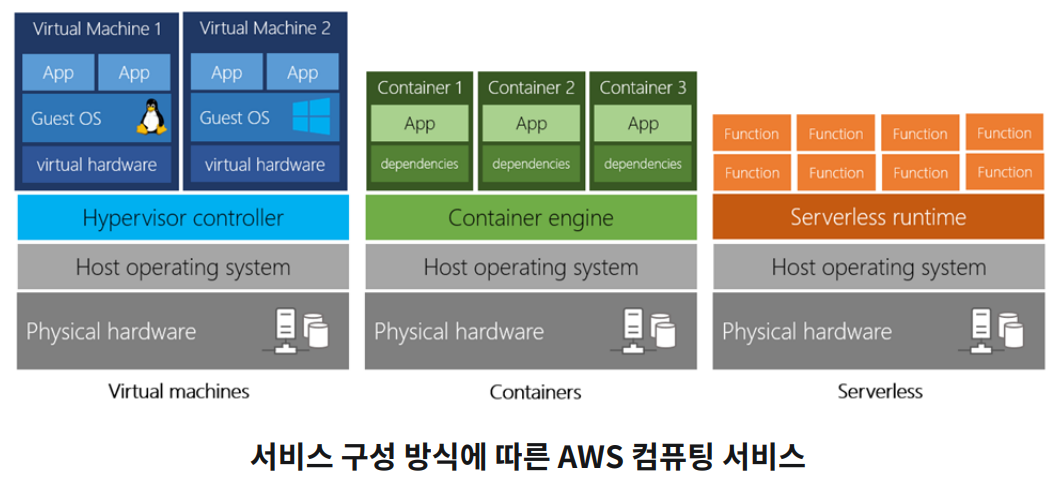 Virtual Machine 1
App App
Guest OS
virtual hardware
Virtual Machine 2
App App
Guest OS
virtual hardware
Hypervisor controller
Host operating system
Physical hardware
Virtual machines
Container 1
App
dependencies
Container 2
App
dependencies
Container 3
App
dependencies
Container engine
Host operating system
Physical hardware
Containers
Function Function Function Function
Function Function Function Function
Serverless runtime
Host operating system
Physical hardware
Serverless
서비스 구성 방식에 따른 AWS 컴퓨팅 서비스